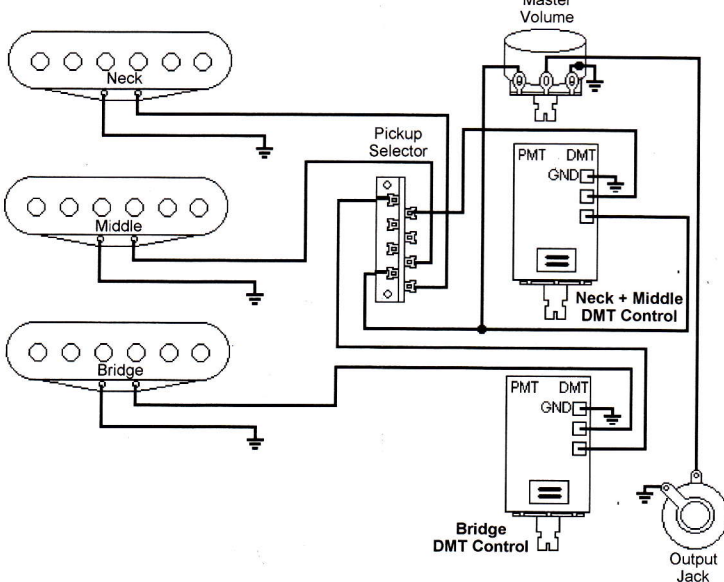 Master
Volume
Neck
Pickup
Selector
PMT DMT
GND
Middle
Neck + Middle
DMT Control
Bridge
PMT DMT
GND
Bridge
DMT Control
Output
Jack